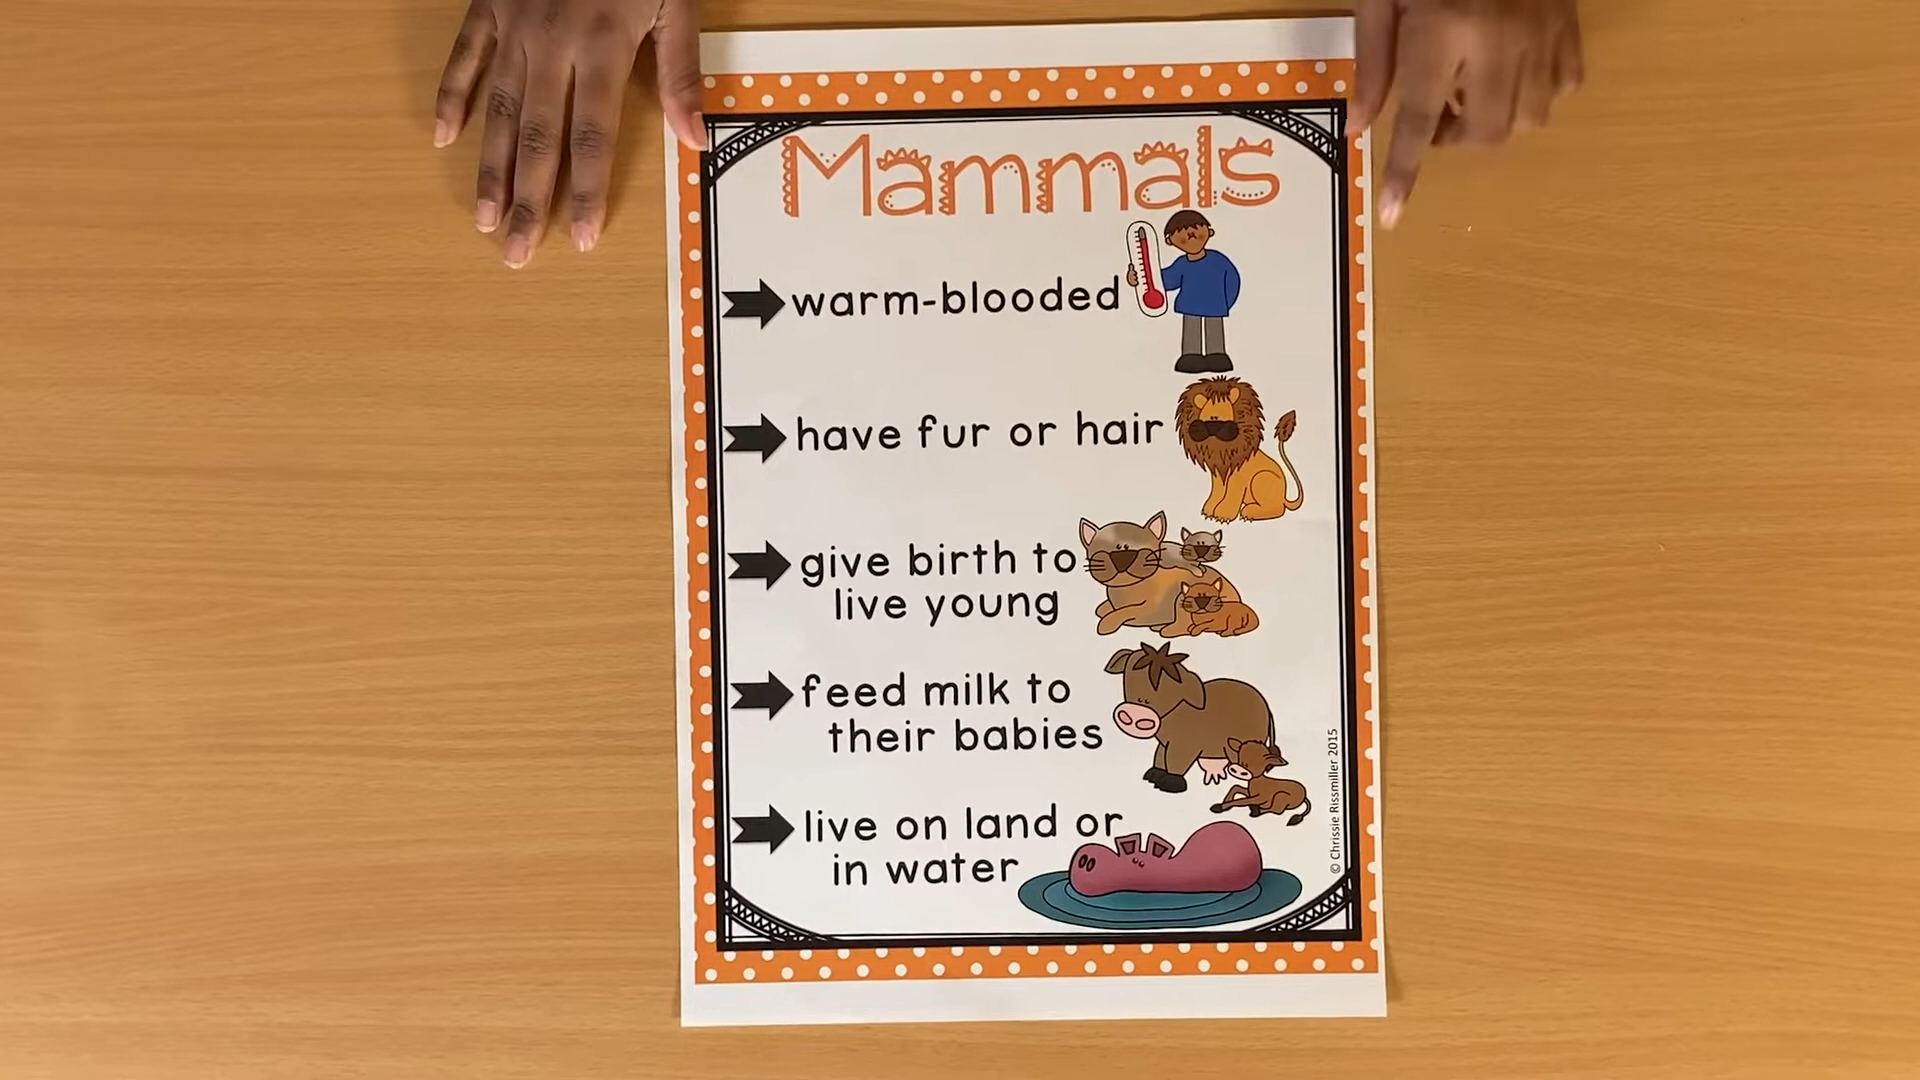 Mammals
warm-blooded
have fur or hair
give birth to
live young
feed milk to
their babies
live on land or
in water
© Chrissie Rissmiller 2015